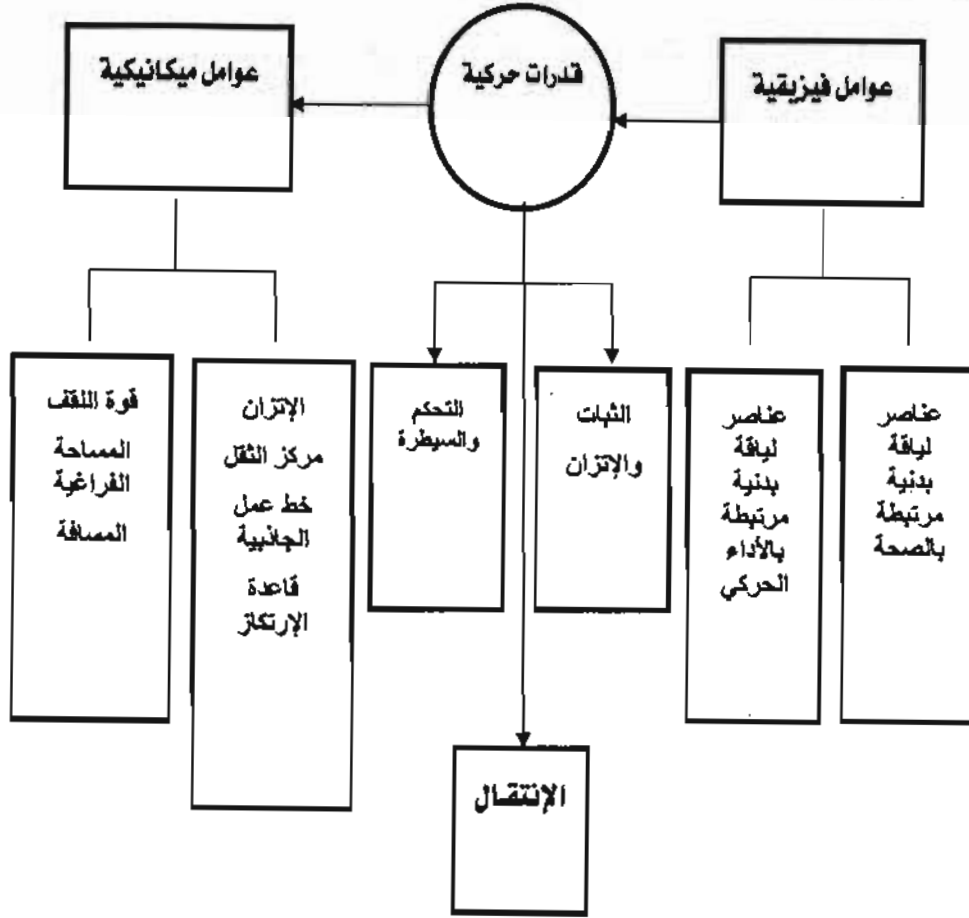 عوامل فيزيقية
قدرات حركية
عوامل ميكانيكية
عناصر
لياقة
بدنية
مرتبطة
بالصحة
عناصر
لياقة
بدنية
مرتبطة
بالأداء
الحركي
الثبات
والإتزان
التحكم
والسيطرة
الإتزان
مركز الثقل
خط عمل
الجاذبية
قاعدة
الإرتكاز
قوة اللقف
المساحة
الفراغية
المسافة
الإنتقال